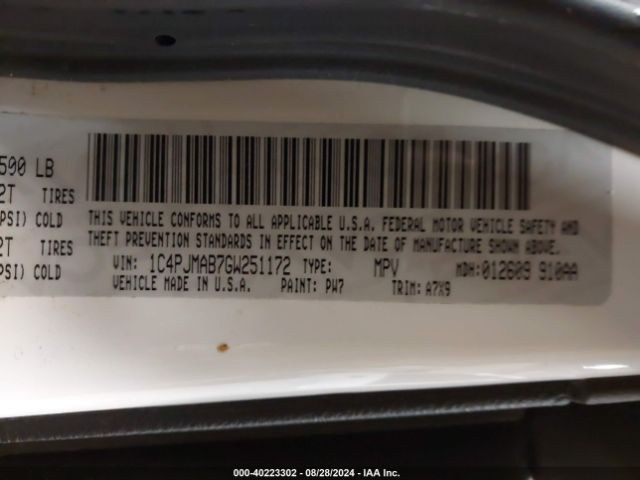 500 LB
2T TIRES
PSI) COLD
2T TIRES
PSI) COLD
THIS VEHICLE CONFORMS TO ALL APPLICABLE U.S.A. FEDERAL MOTOR VEHICLE SAFETY AND
THEFT PREVENTION STANDARDS IN EFFECT ON THE DATE OF MANUFACTURE SHOWN ABOVE.
VIN: 1C4PJMAB7GW251172 TYPE: MPV MDH:012609 910AA
VEHICLE MADE IN U.S.A. PAINT: PW7 TRIM: A7X9
000-40223302 - 08/28/2024 - IAA Inc.